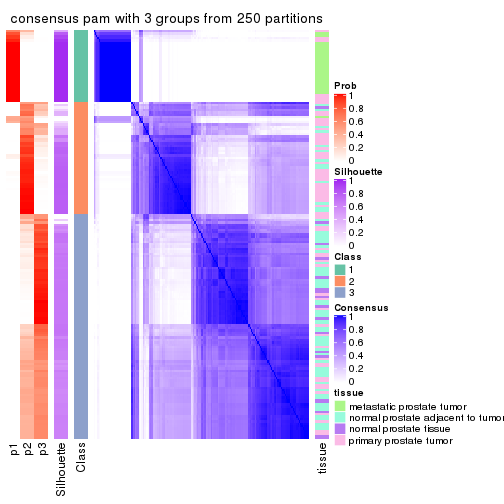 consensus pam with 3 groups from 250 partitions
Prob
1
0.8
0.6
0.4
0.2
0
Silhouette
1
0.8
0.6
0.4
0.2
0
Class
1
2
3
Consensus
1
0.8
0.6
0.4
0.2
0
tissue
metastatic prostate tumor
normal prostate adjacent to tumor
normal prostate tissue
primary prostate tumor
p1
p2
p3
Silhouette
Class
tissue